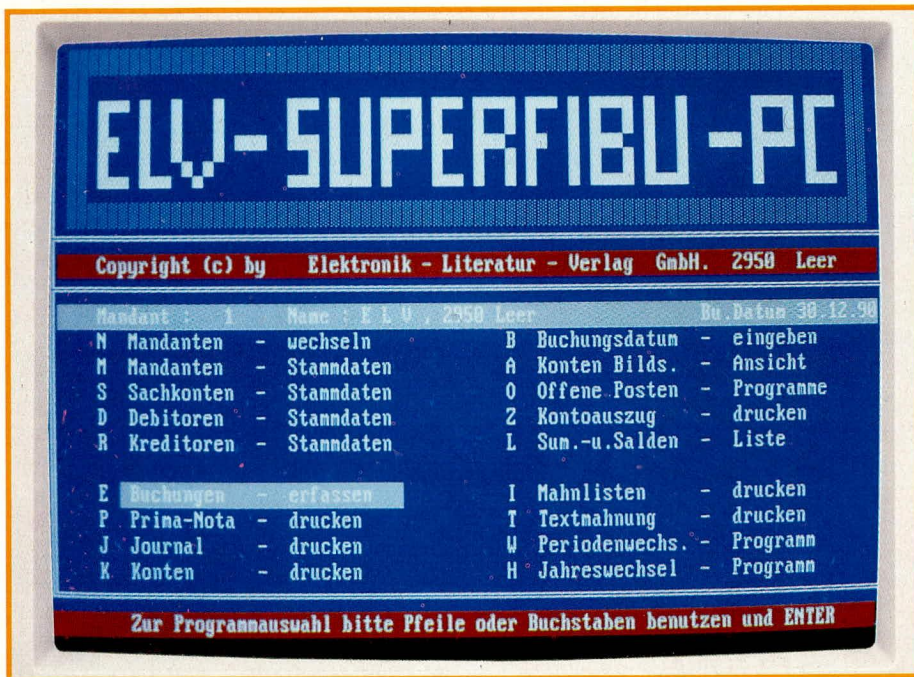 ELV-SUPERFIBU-PC
Copyright (c) by Elektronik - Literatur - Verlag GmbH. 2950 Leer
Mandant : 1 Name : E L V , 2950 Leer Bu.Datum 30.12.90
N Mandanten - wechseln B Buchungsdatum - eingeben
M Mandanten - Stammdaten A Konten Bilds. - Ansicht
S Sachkonten - Stammdaten O Offene Posten - Programme
D Debitoren - Stammdaten Z Kontoauszug - drucken
R Kreditoren - Stammdaten L Sum.-u.Salden - Liste
E Buchungen - erfassen I Mahnlisten - drucken
P Prima-Nota - drucken T Textmahnung - drucken
J Journal - drucken W Periodenwechs. - Programm
K Konten - drucken H Jahreswechsel - Programm
Zur Programmauswahl bitte Pfeile oder Buchstaben benutzen und ENTER